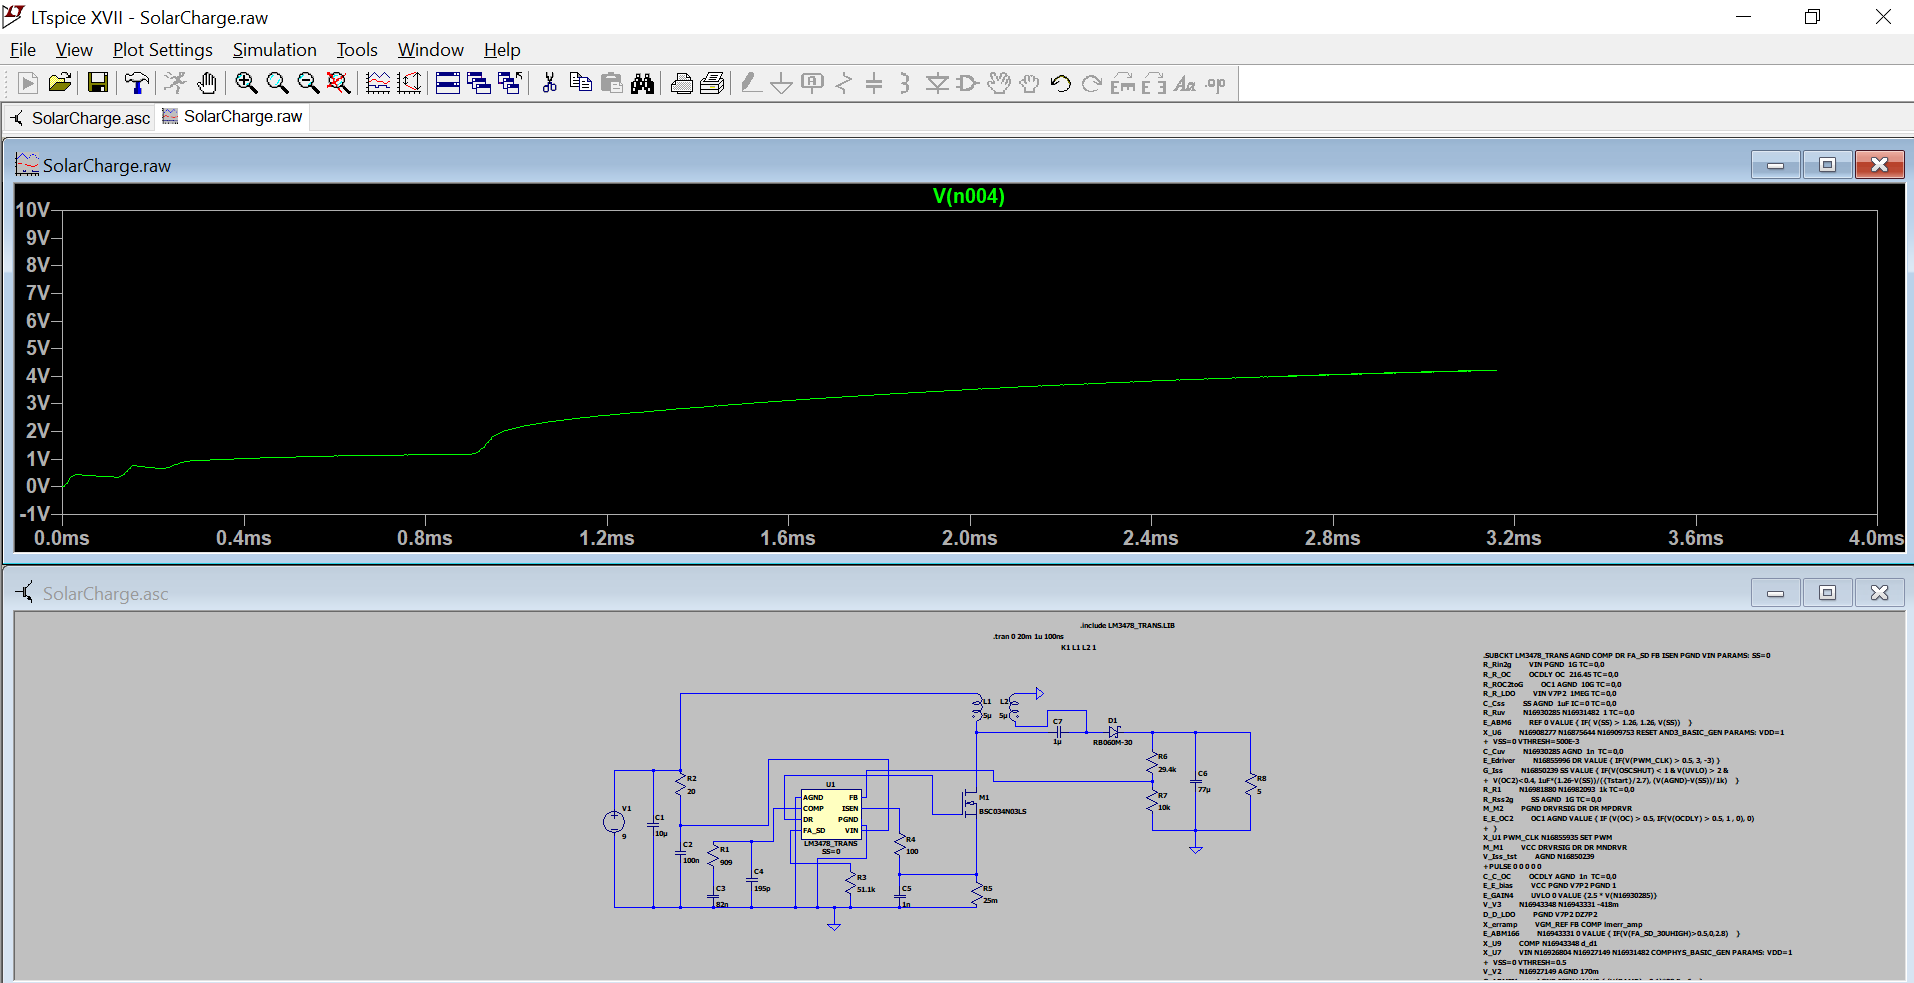 LTspice XVII - SolarCharge.raw
File View Plot Settings Simulation Tools Window Help
SolarCharge.asc SolarCharge.raw
SolarCharge.raw
V(n004)
10V
9V
8V
7V
6V
5V
4V
3V
2V
1V
0V
-1V
0.0ms 0.4ms 0.8ms 1.2ms 1.6ms 2.0ms 2.4ms 2.8ms 3.2ms 3.6ms 4.0ms
SolarCharge.asc
.include LM3478_TRANS.LIB
.tran 0 20m 1u 100ns
K1 L1 L2 1
L1
5µ
L2
5µ
C7
1µ
D1
RB060M-30
R6
29.4k
R7
10k
C6
77µ
R8
5
V1
9
C1
10µ
R2
20
C2
100n
R1
909
C3
82n
C4
195p
U1
AGND FB
COMP ISEN
DR PGND
FA_SD VIN
LM3478_TRANS
SS=0
R3
51.1k
R4
100
C5
1n
M1
BSC034N03LS
R5
25m
.SUBCKT LM3478_TRANS AGND COMP DR FA_SD FB ISEN PGND VIN PARAMS: SS=0
R_Rin2g VIN PGND 1G TC=0,0
R_R_OC OCDLY OC 216.45 TC=0,0
R_ROC2toG OC1 AGND 10G TC=0,0
R_R_LDO VIN V7P2 1MEG TC=0,0
C_Css SS AGND 1uF IC=0 TC=0,0
R_Ruv N16930285 N16931482 1 TC=0,0
E_ABM6 REF 0 VALUE { IF( V(SS) > 1.26, 1.26, V(SS)) }
X_U6 N16908277 N16875644 N16909753 RESET AND3_BASIC_GEN PARAMS: VDD=1
+ VSS=0 VTHRESH=500E-3
C_Cuv N16930285 AGND 1n TC=0,0
E_Edriver N16855996 DR VALUE { IF(V(PWM_CLK) > 0.5, 3, -3) }
G_Iss N16850239 SS VALUE { IF(V(OSCSHUT) < 1 & V(UVLO) > 2 &
+ V(OC2)<0.4, 1uF*(1.26-V(SS))/({Tstart}/2.7), (V(AGND)-V(SS))/1k) }
R_R1 N16981880 N16982093 1k TC=0,0
R_Rss2g SS AGND 1G TC=0,0
M_M2 PGND DRVRSIG DR DR MPDRVR
E_E_OC2 OC1 AGND VALUE { IF(V(OC) > 0.5, IF(V(OCDLY) > 0.5, 1 , 0), 0)
+ }
X_U1 PWM_CLK N16855935 SET PWM
M_M1 VCC DRVRSIG DR DR MNDRVR
V_Iss_tst AGND N16850239
+PULSE 0 0 0 0 0
C_C_OC OCDLY AGND 1n TC=0,0
E_E_bias VCC PGND V7P2 PGND 1
E_GAIN4 UVLO 0 VALUE {2.5 * V(N16930285)}
V_V3 N16943348 N16943331 -418m
D_D_LDO PGND V7P2 DZ7P2
X_erramp VGM_REF FB COMP lmerr_amp
E_ABM166 N16943331 0 VALUE { IF(V(FA_SD_30UHIGH)>0.5,0,2.8) }
X_U9 COMP N16943348 d_d1
X_U7 VIN N16926804 N16927149 N16931482 COMPHYS_BASIC_GEN PARAMS: VDD=1
+ VSS=0 VTHRESH=0.5
V_V2 N16927149 AGND 170m